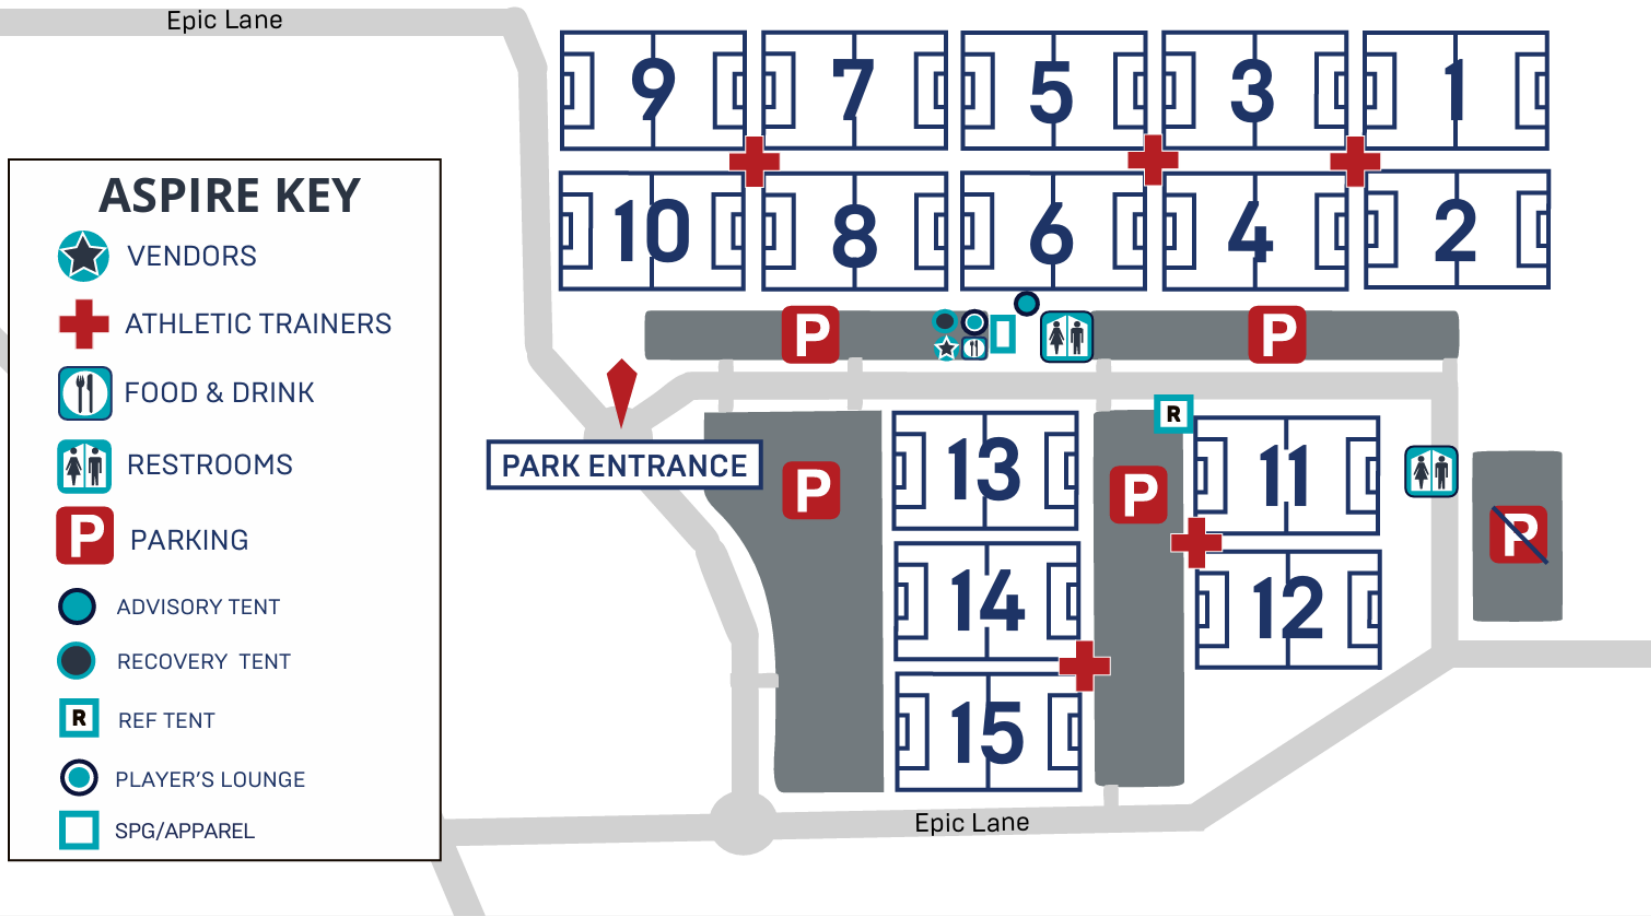 Epic Lane
9
7
5
3
1
10
8
6
4
2
ASPIRE KEY
VENDORS
ATHLETIC TRAINERS
FOOD & DRINK
RESTROOMS
P PARKING
ADVISORY TENT
RECOVERY TENT
R REF TENT
PLAYER'S LOUNGE
SPG/APPAREL
P
P
PARK ENTRANCE
P
13
P
R
11
P
14
12
15
Epic Lane